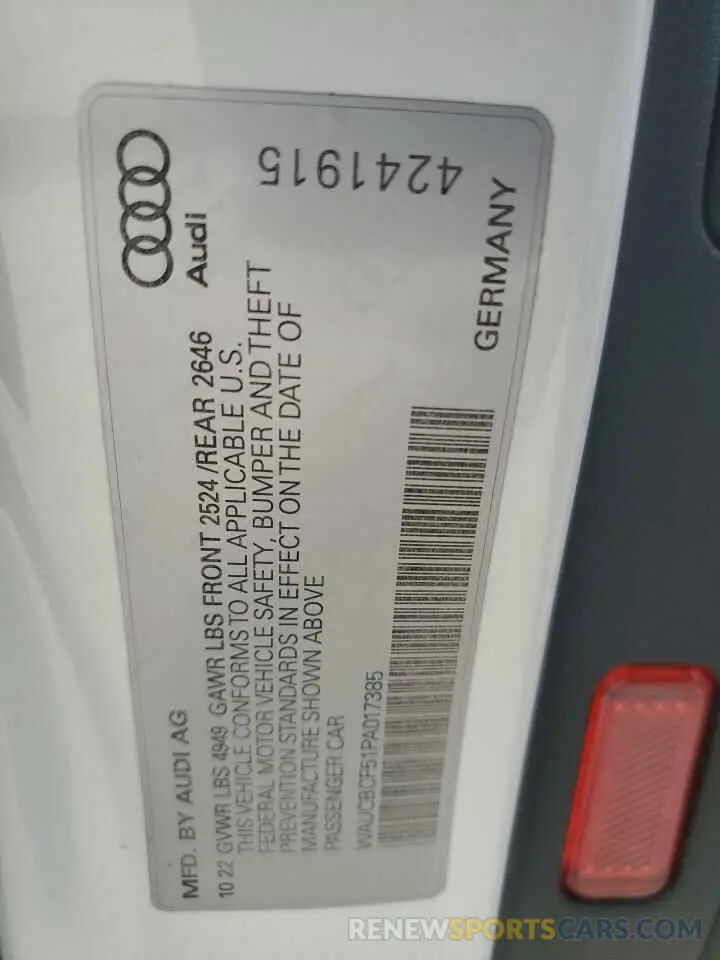 MFD. BY AUDI AG
Audi
10 22 GVWR LBS 4949 GAWR LBS FRONT 2524 /REAR 2646
THIS VEHICLE CONFORMS TO ALL APPLICABLE U.S.
FEDERAL MOTOR VEHICLE SAFETY, BUMPER AND THEFT
PREVENTION STANDARDS IN EFFECT ON THE DATE OF
MANUFACTURE SHOWN ABOVE
PASSENGER CAR
WAUCBCF51PA017385
GERMANY
4241915
RENEWSPORTSCARS.COM